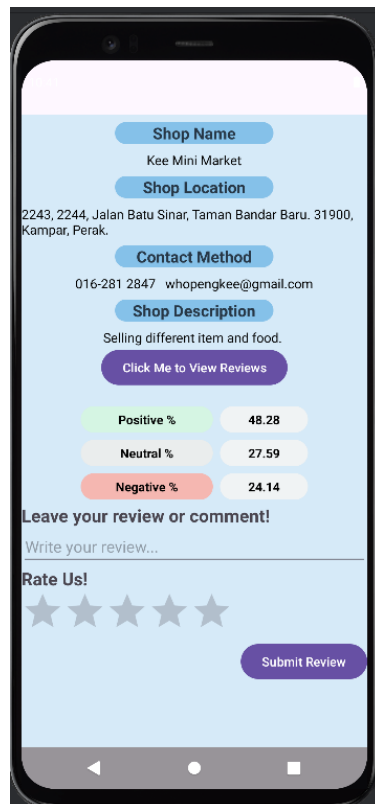 Shop Name
Kee Mini Market
Shop Location
2243, 2244, Jalan Batu Sinar, Taman Bandar Baru. 31900,
Kampar, Perak.
Contact Method
016-281 2847 whopengkee@gmail.com
Shop Description
Selling different item and food.
Click Me to View Reviews
Positive % 48.28
Neutral % 27.59
Negative % 24.14
Leave your review or comment!
Write your review...
Rate Us!
Submit Review